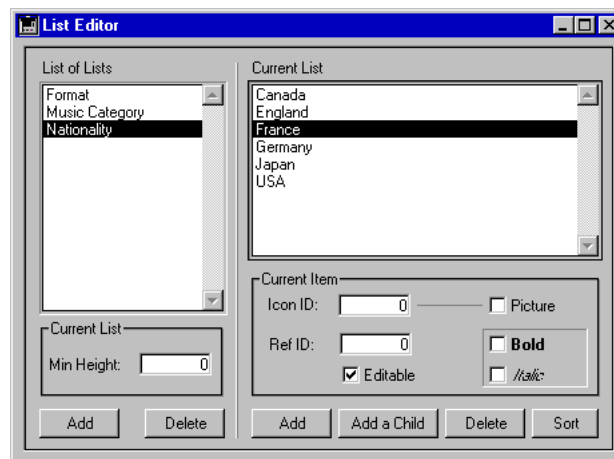 List Editor
List of Lists
Format
Music Category
Nationality
Current List
Min Height: 0
Add Delete
Current List
Canada
England
France
Germany
Japan
USA
Current Item
Icon ID: 0 Picture
Ref ID: 0 Bold
Editable Italic
Add Add a Child Delete Sort